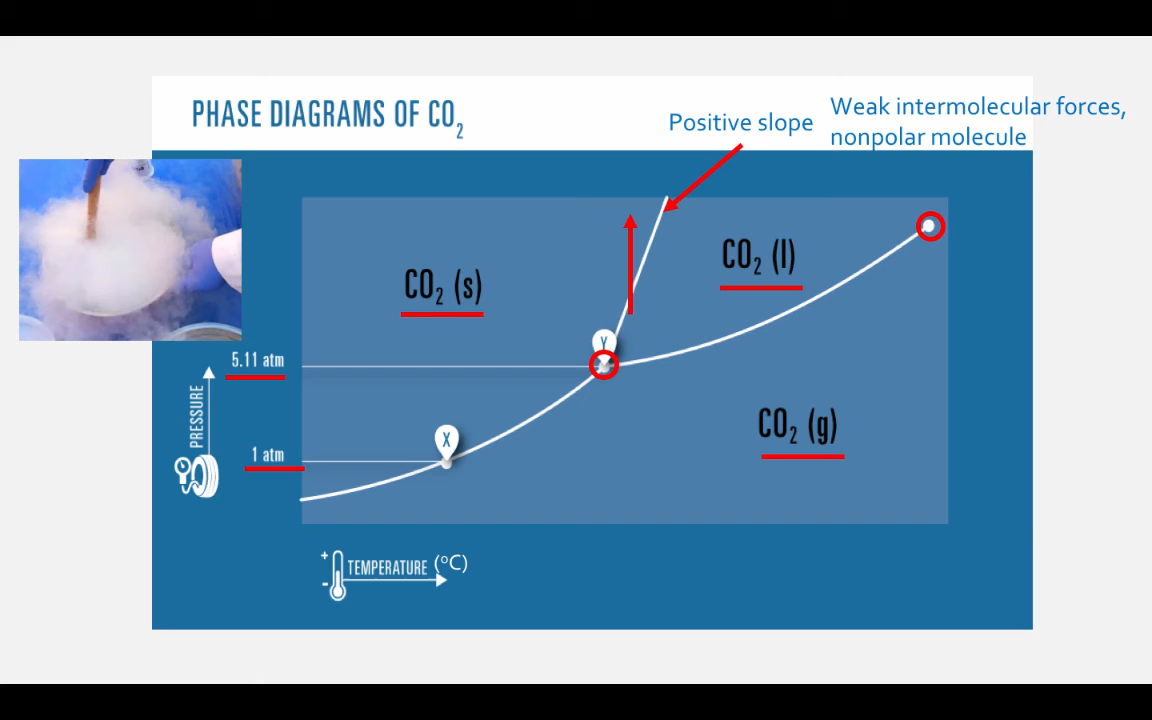 PHASE DIAGRAMS OF CO₂
Positive slope
Weak intermolecular forces,
nonpolar molecule
CO₂ (s)
CO₂ (l)
Y
5.11 atm
CO₂ (g)
X
1 atm
PRESSURE
+
-
TEMPERATURE (°C)